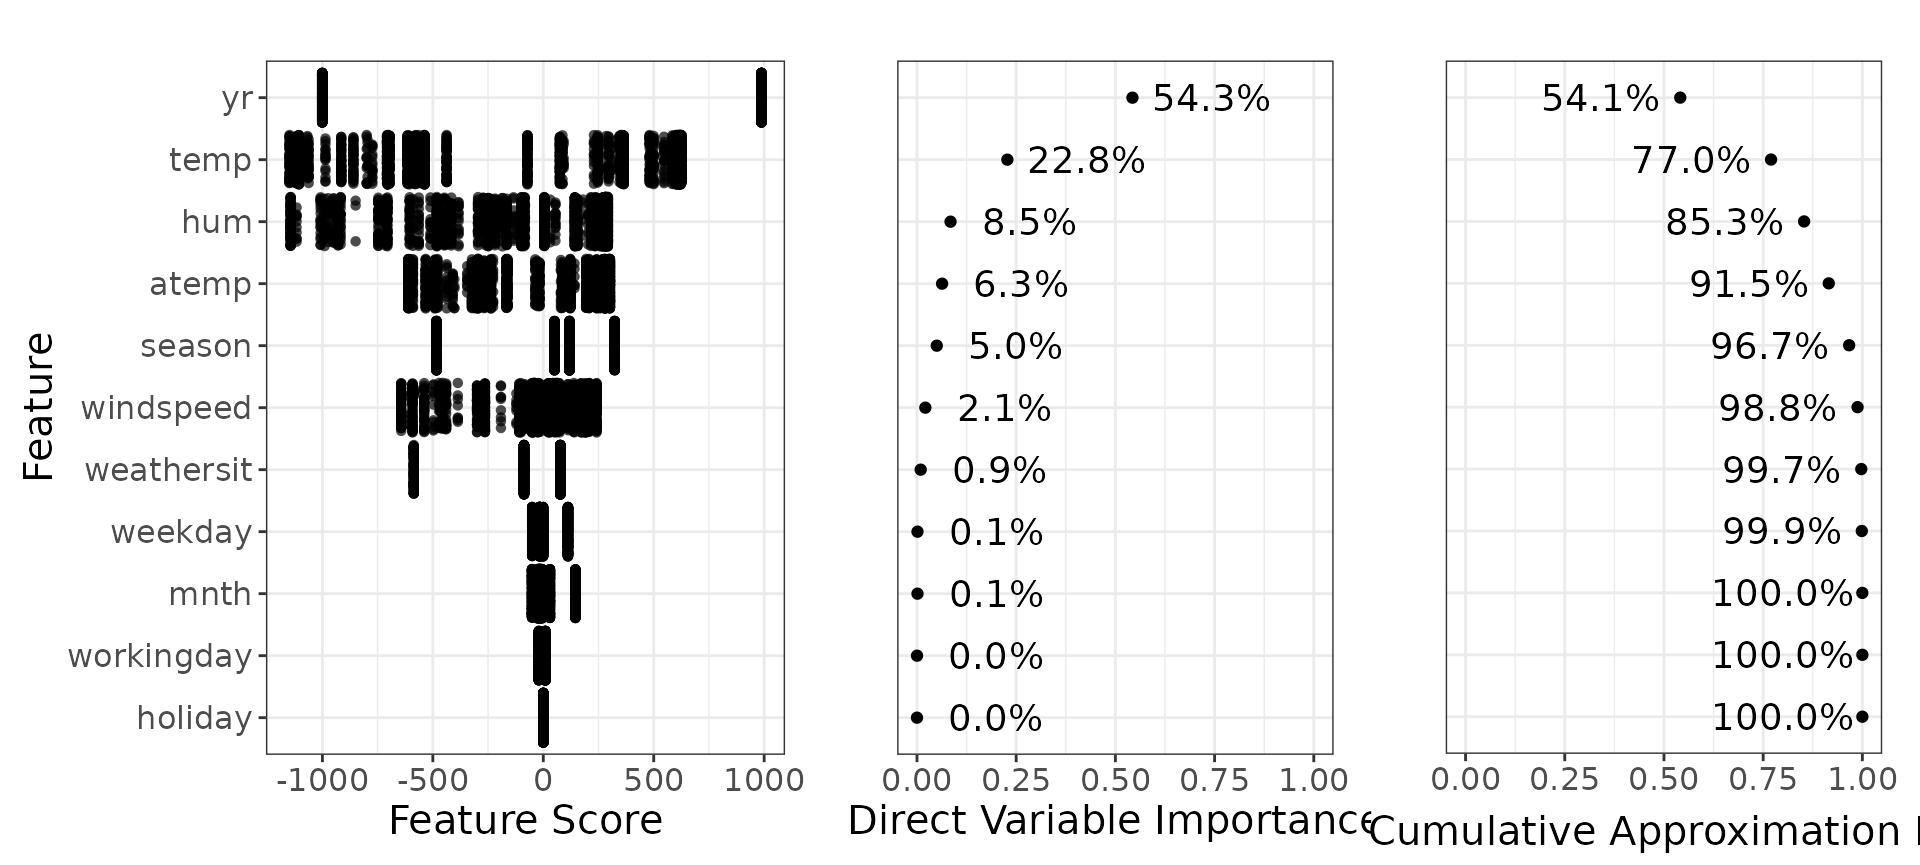 Feature
yr
temp
hum
atemp
season
windspeed
weathersit
weekday
mnth
workingday
holiday
-1000 -500 0 500 1000
Feature Score
54.3%
22.8%
8.5%
6.3%
5.0%
2.1%
0.9%
0.1%
0.1%
0.0%
0.0%
0.00 0.25 0.50 0.75 1.00
Direct Variable Importance
54.1%
77.0%
85.3%
91.5%
96.7%
98.8%
99.7%
99.9%
100.0%
100.0%
100.0%
0.00 0.25 0.50 0.75 1.00
Cumulative Approximation